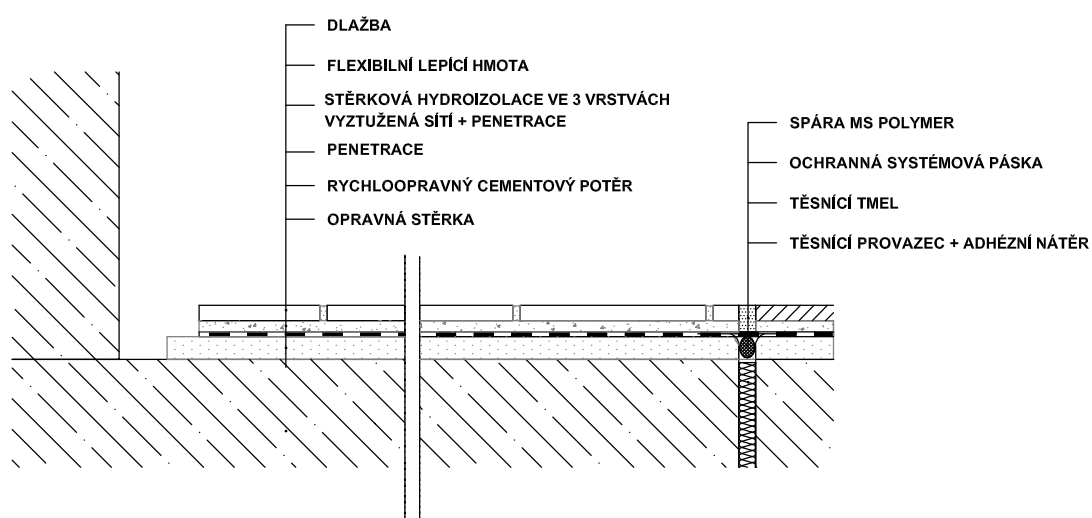 DLAŽBA
FLEXIBILNÍ LEPÍCÍ HMOTA
STĚRKOVÁ HYDROIZOLACE VE 3 VRSTVÁCH
VYZTUŽENÁ SÍTÍ + PENETRACE
PENETRACE
RYCHLOOPRAVNÝ CEMENTOVÝ POTĚR
OPRAVNÁ STĚRKA
SPÁRA MS POLYMER
OCHRANNÁ SYSTÉMOVÁ PÁSKA
TĚSNÍCÍ TMEL
TĚSNÍCÍ PROVAZEC + ADHÉZNÍ NÁTĚR